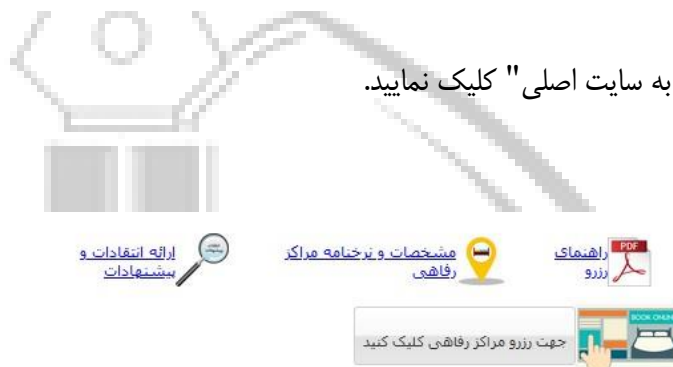 به سایت اصلی" کلیک نمایید.
PDF
راهنمای
رزرو
مشخصات و نرخنامه مراکز
رفاهی
ارائه انتقادات و
پیشنهادات
BOOK ONLIN
جهت رزرو مراکز رفاهی کلیک کنید